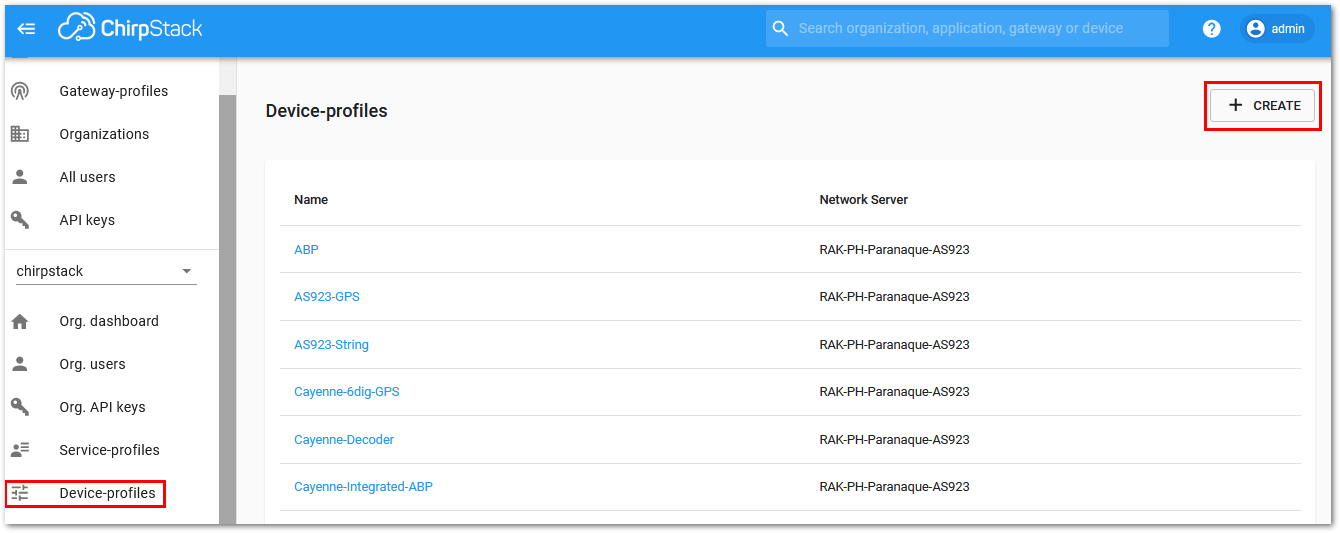 ChirpStack
Search organization, application, gateway or device
? admin
Gateway-profiles
Organizations
All users
API keys
chirpstack
Org. dashboard
Org. users
Org. API keys
Service-profiles
Device-profiles
Device-profiles
+ CREATE
Name Network Server
ABP RAK-PH-Paranaque-AS923
AS923-GPS RAK-PH-Paranaque-AS923
AS923-String RAK-PH-Paranaque-AS923
Cayenne-6dig-GPS RAK-PH-Paranaque-AS923
Cayenne-Decoder RAK-PH-Paranaque-AS923
Cayenne-Integrated-ABP RAK-PH-Paranaque-AS923